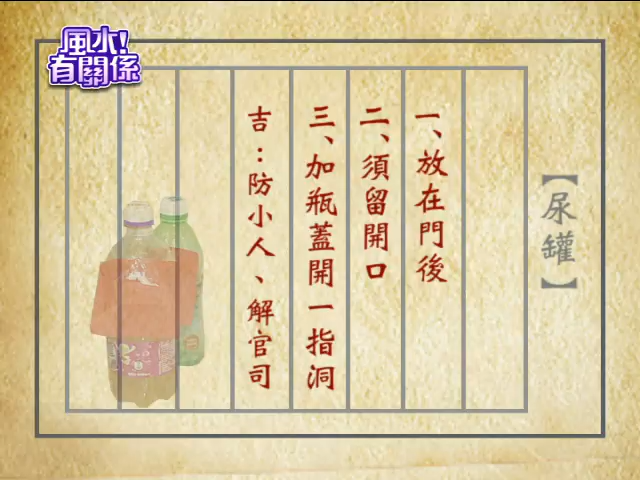 風水!
有關係
【尿罐】
一、放在門後
二、須留開口
三、加瓶蓋開一指洞
吉：防小人、解官司